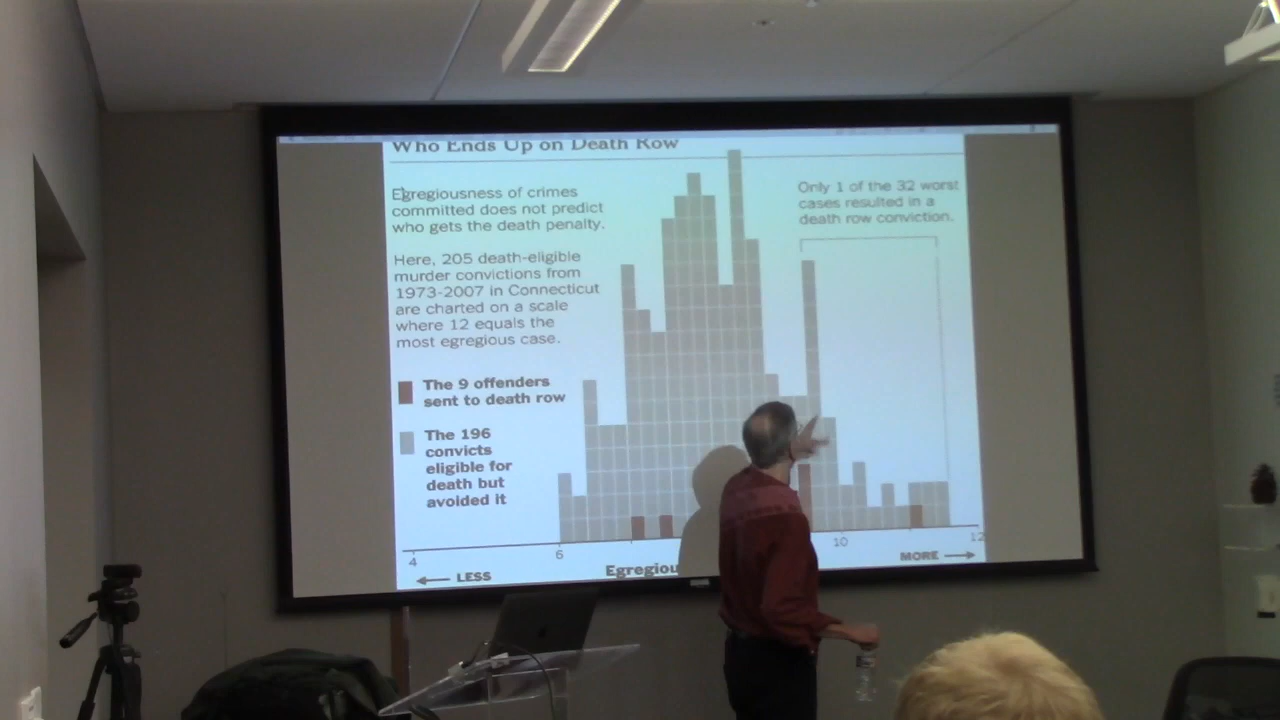 Who Ends Up on Death Row
Egregiousness of crimes
committed does not predict
who gets the death penalty.
Here, 205 death-eligible
murder convictions from
1973-2007 in Connecticut
are charted on a scale
where 12 equals the
most egregious case.
The 9 offenders
sent to death row
The 196
convicts
eligible for
death but
avoided it
Only 1 of the 32 worst
cases resulted in a
death row conviction.
4
6
10
12
LESS
Egregiou
MORE